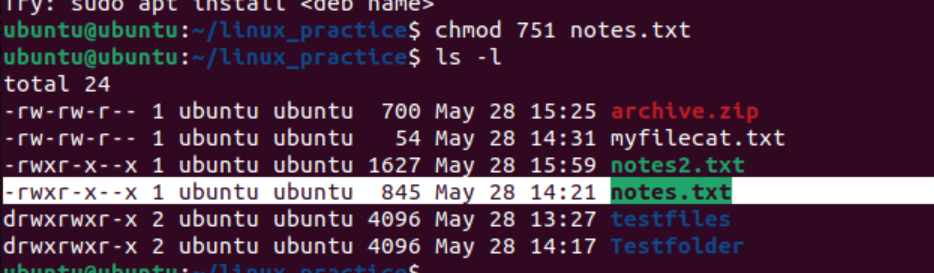 Try: sudo apt install <deb name>
ubuntu@ubuntu:~/linux_practice$ chmod 751 notes.txt
ubuntu@ubuntu:~/linux_practice$ ls -l
total 24
-rw-rw-r-- 1 ubuntu ubuntu  700 May 28 15:25 archive.zip
-rw-rw-r-- 1 ubuntu ubuntu   54 May 28 14:31 myfilecat.txt
-rwxr-x--x 1 ubuntu ubuntu 1627 May 28 15:59 notes2.txt
-rwxr-x--x 1 ubuntu ubuntu  845 May 28 14:21 notes.txt
drwxrwxr-x 2 ubuntu ubuntu 4096 May 28 13:27 testfiles
drwxrwxr-x 2 ubuntu ubuntu 4096 May 28 14:17 Testfolder
ubuntu@ubuntu:~/linux_practice$